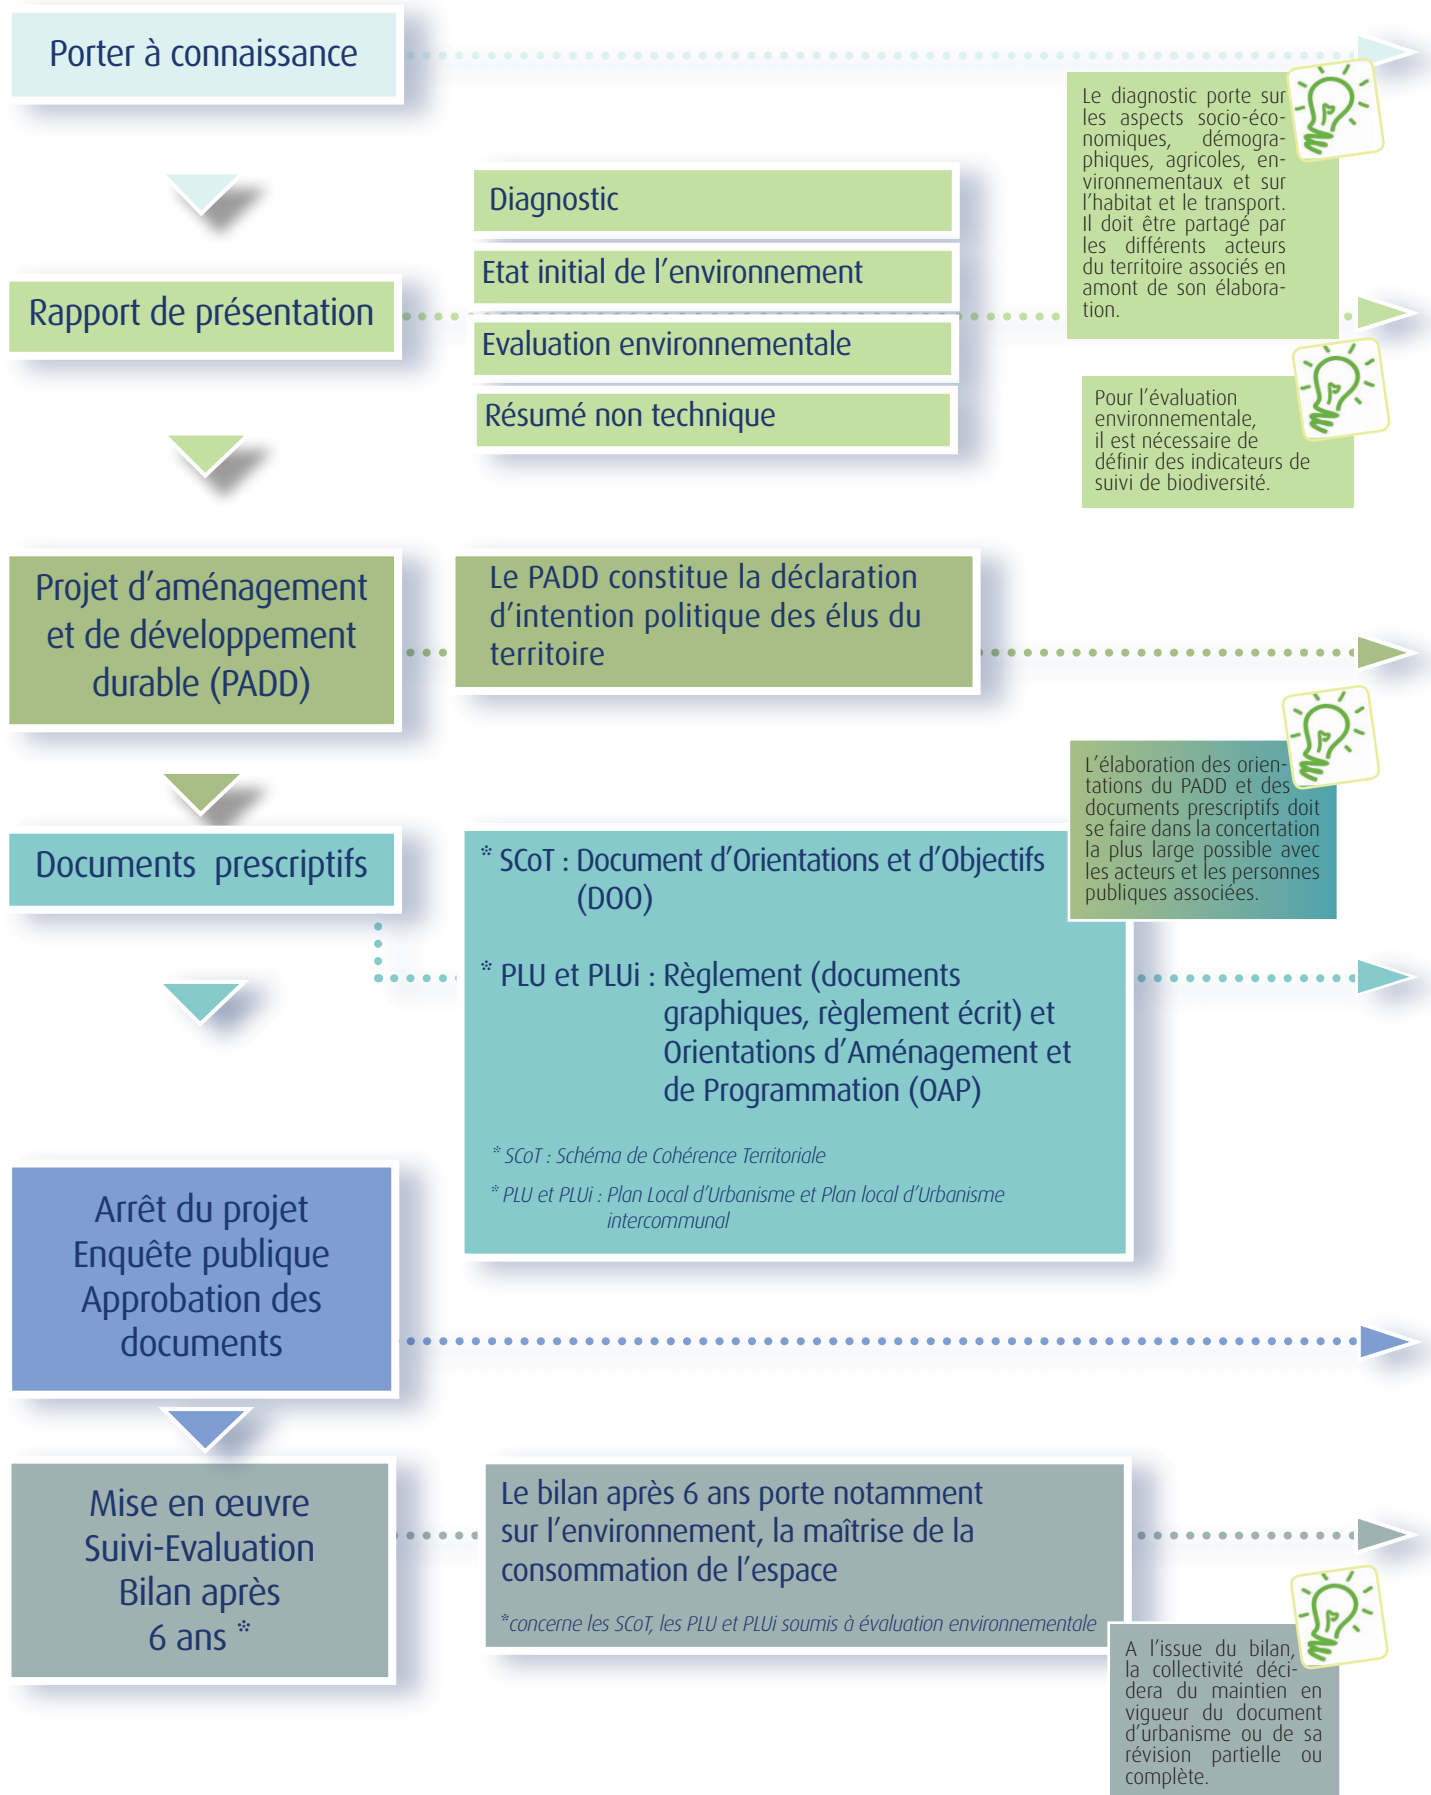 Porter à connaissance
Le diagnostic porte sur
les aspects socio-éco-
nomiques, démogra-
phiques, agricoles, en-
vironnementaux et sur
l'habitat et le transport.
Il doit être partagé par
les différents acteurs
du territoire associés en
amont de son élabora-
tion.
Rapport de présentation
Diagnostic
Etat initial de l'environnement
Evaluation environnementale
Résumé non technique
Pour l'évaluation
environnementale,
il est nécessaire de
définir des indicateurs de
suivi de biodiversité.
Projet d'aménagement
et de développement
durable (PADD)
Le PADD constitue la déclaration
d'intention politique des élus du
territoire
L'élaboration des orien-
tations du PADD et des
documents prescriptifs doit
se faire dans la concertation
la plus large possible avec
les acteurs et les personnes
publiques associées.
Documents prescriptifs
* SCoT : Document d'Orientations et d'Objectifs
(DOO)
* PLU et PLUi : Règlement (documents
graphiques, règlement écrit) et
Orientations d'Aménagement et
de Programmation (OAP)
* SCoT : Schéma de Cohérence Territoriale
* PLU et PLUi : Plan Local d'Urbanisme et Plan local d'Urbanisme
intercommunal
Arrêt du projet
Enquête publique
Approbation des
documents
Mise en œuvre
Suivi-Evaluation
Bilan après
6 ans *
Le bilan après 6 ans porte notamment
sur l'environnement, la maîtrise de la
consommation de l'espace
*concerne les SCoT, les PLU et PLUi soumis à évaluation environnementale
A l'issue du bilan,
la collectivité déci-
dera du maintien en
vigueur du document
d'urbanisme ou de sa
révision partielle ou
complète.